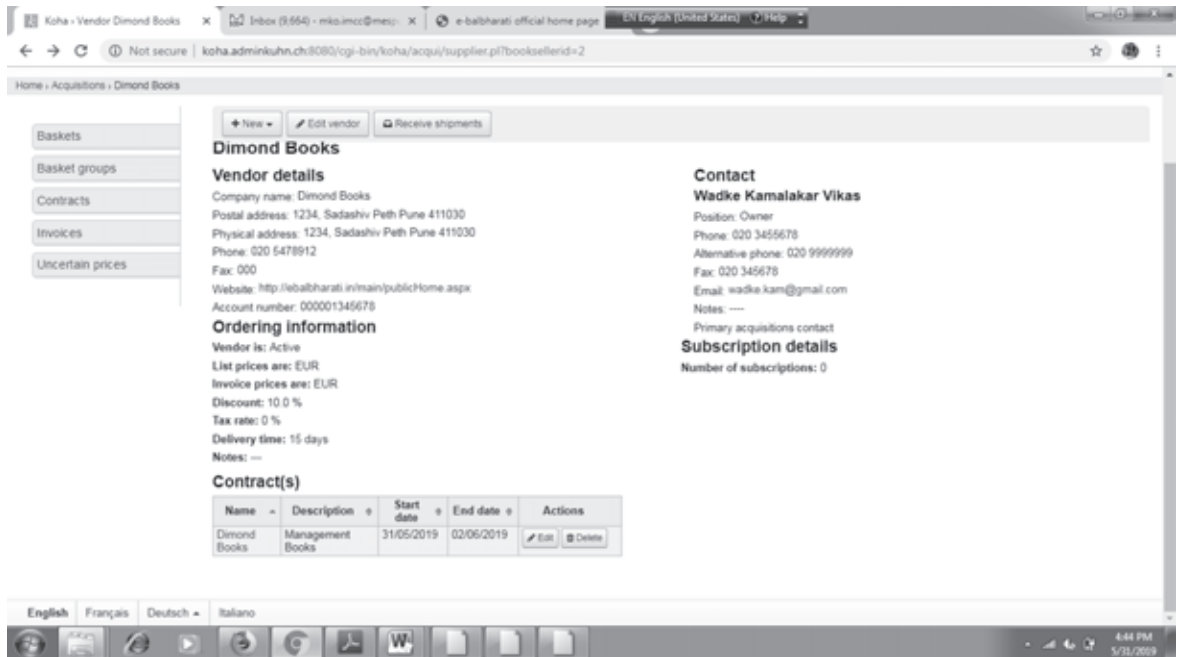 Koha › Vendor Dimond Books
Inbox (9,664) - mko.imcc@mesp
e-balbharati official home page
EN English (United States) Help
Not secure | koha.adminkuhn.ch:8080/cgi-bin/koha/acqui/supplier.pl?booksellerid=2
Home › Acquisitions › Dimond Books
New
Edit vendor
Receive shipments
Baskets
Basket groups
Contracts
Invoices
Uncertain prices
Dimond Books
Vendor details
Company name: Dimond Books
Postal address: 1234, Sadashiv Peth Pune 411030
Physical address: 1234, Sadashiv Peth Pune 411030
Phone: 020 5478912
Fax: 000
Website: http://ebalbharati.in/main/publicHome.aspx
Account number: 000001345678
Ordering information
Vendor is: Active
List prices are: EUR
Invoice prices are: EUR
Discount: 10.0 %
Tax rate: 0 %
Delivery time: 15 days
Notes: ---
Contact
Wadke Kamalakar Vikas
Position: Owner
Phone: 020 3455678
Alternative phone: 020 9999999
Fax: 020 345678
Email: wadke.kam@gmail.com
Notes: ----
Primary acquisitions contact
Subscription details
Number of subscriptions: 0
Contract(s)
Name Description Start date End date Actions
Dimond Books Management Books 31/05/2019 02/06/2019 Edit Delete
English Français Deutsch Italiano
4:44 PM
5/31/2019